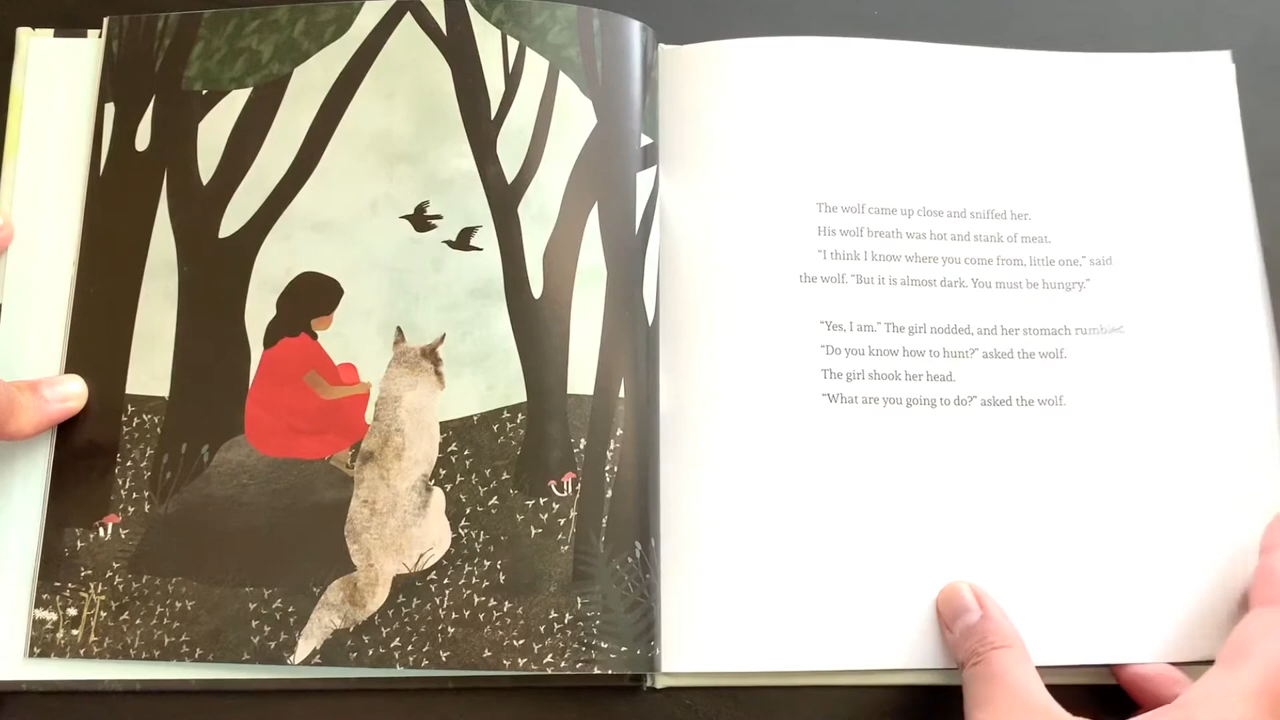 The wolf came up close and sniffed her.
His wolf breath was hot and stank of meat.
“I think I know where you come from, little one,” said
the wolf. “But it is almost dark. You must be hungry.”
“Yes, I am.” The girl nodded, and her stomach rumbled
“Do you know how to hunt?” asked the wolf.
The girl shook her head.
“What are you going to do?” asked the wolf.